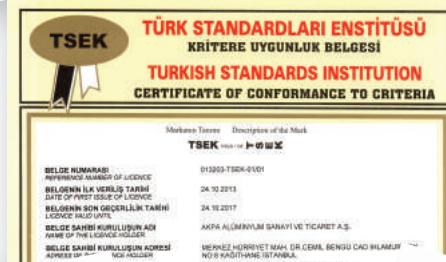 TSEK
TÜRK STANDARDLARI ENSTİTÜSÜ
KRİTERE UYGUNLUK BELGESİ
TURKISH STANDARDS INSTITUTION
CERTIFICATE OF CONFORMANCE TO CRITERIA
Markanın Tanımı Description of the Mark
TSEK
BELGE NUMARASI 013203-TSEK-01/01
REFERENCE NUMBER OF LICENCE
BELGENİN İLK VERİLİŞ TARİHİ 24.10.2013
DATE OF FIRST ISSUE OF LICENCE
BELGENİN SON GEÇERLİLİK TARİHİ 24.10.2017
LICENCE VALID UNTIL
BELGE SAHİBİ KURULUŞUN ADI AKPA ALÜMİNYUM SANAYİ VE TİCARET A.Ş.
NAME OF THE LICENCE HOLDER
BELGE SAHİBİ KURULUŞUN ADRESİ MERKEZ HÜRRİYET MAH. DR.CEMİL BENGÜ CAD IHLAMUR
ADRESS OF NCE HOLDER NO:8 KAĞITHANE İSTANBUL